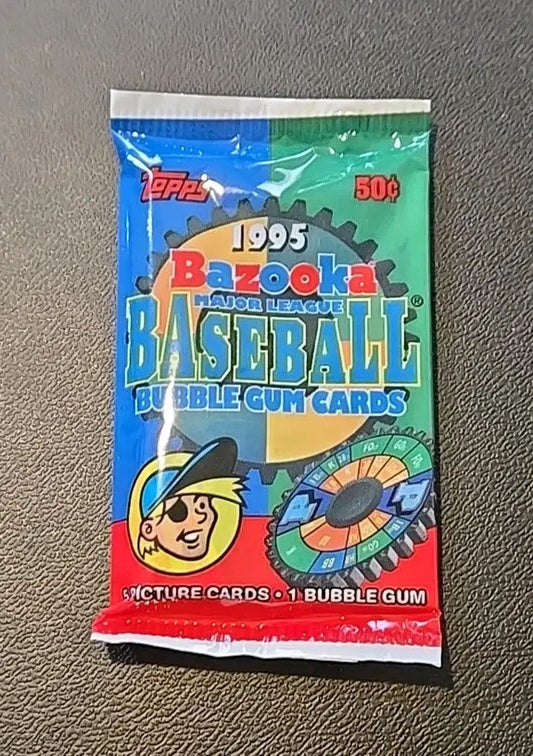 Topps
50¢
1995
Bazooka
MAJOR LEAGUE
BASEBALL®
BUBBLE GUM CARDS
5 PICTURE CARDS • 1 BUBBLE GUM